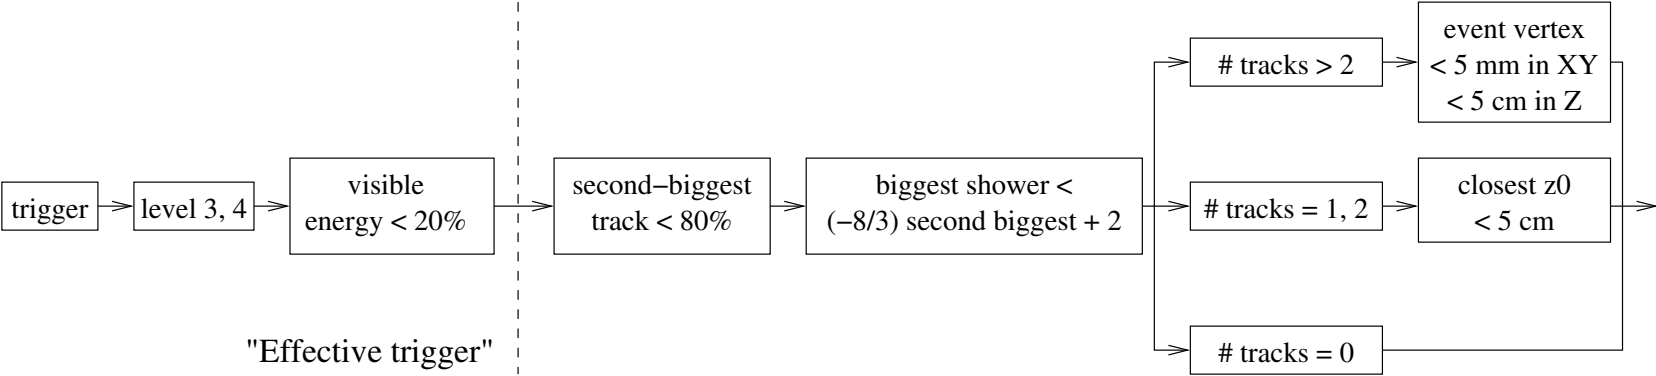 trigger
level 3, 4
visible
energy < 20%
"Effective trigger"
second−biggest
track < 80%
biggest shower <
(−8/3) second biggest + 2
# tracks > 2
event vertex
< 5 mm in XY
< 5 cm in Z
# tracks = 1, 2
closest z0
< 5 cm
# tracks = 0